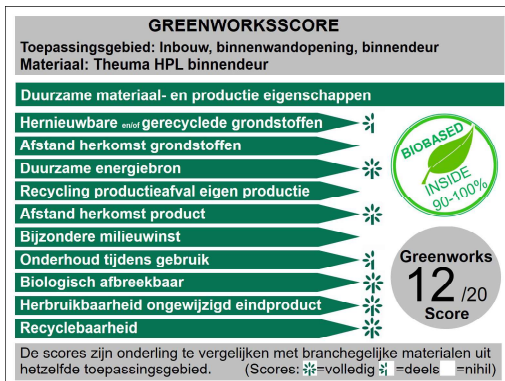 GREENWORKSSCORE
Toepassingsgebied: Inbouw, binnenwandopening, binnendeur
Materiaal: Theuma HPL binnendeur
Duurzame materiaal- en productie eigenschappen
Hernieuwbare en/of gerecyclede grondstoffen
Afstand herkomst grondstoffen
Duurzame energiebron
Recycling productieafval eigen productie
Afstand herkomst product
Bijzondere milieuwinst
Onderhoud tijdens gebruik
Biologisch afbreekbaar
Herbruikbaarheid ongewijzigd eindproduct
Recyclebaarheid
BIOBASED
INSIDE
90-100%
Greenworks
12 /20
Score
De scores zijn onderling te vergelijken met branchegelijke materialen uit
hetzelfde toepassingsgebied. (Scores: =volledig =deels =nihil)